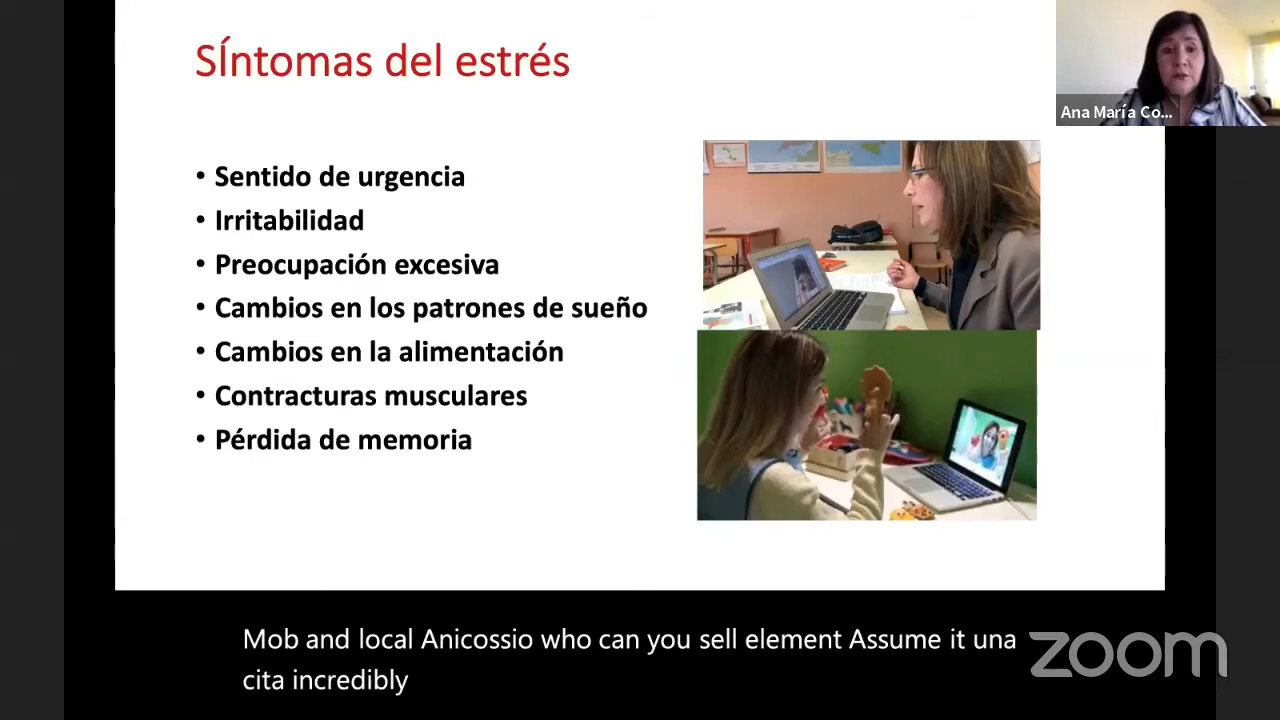 SÍntomas del estrés
Ana María Co...
• Sentido de urgencia
• Irritabilidad
• Preocupación excesiva
• Cambios en los patrones de sueño
• Cambios en la alimentación
• Contracturas musculares
• Pérdida de memoria
Mob and local Anicossio who can you sell element Assume it una
cita incredibly
zoom